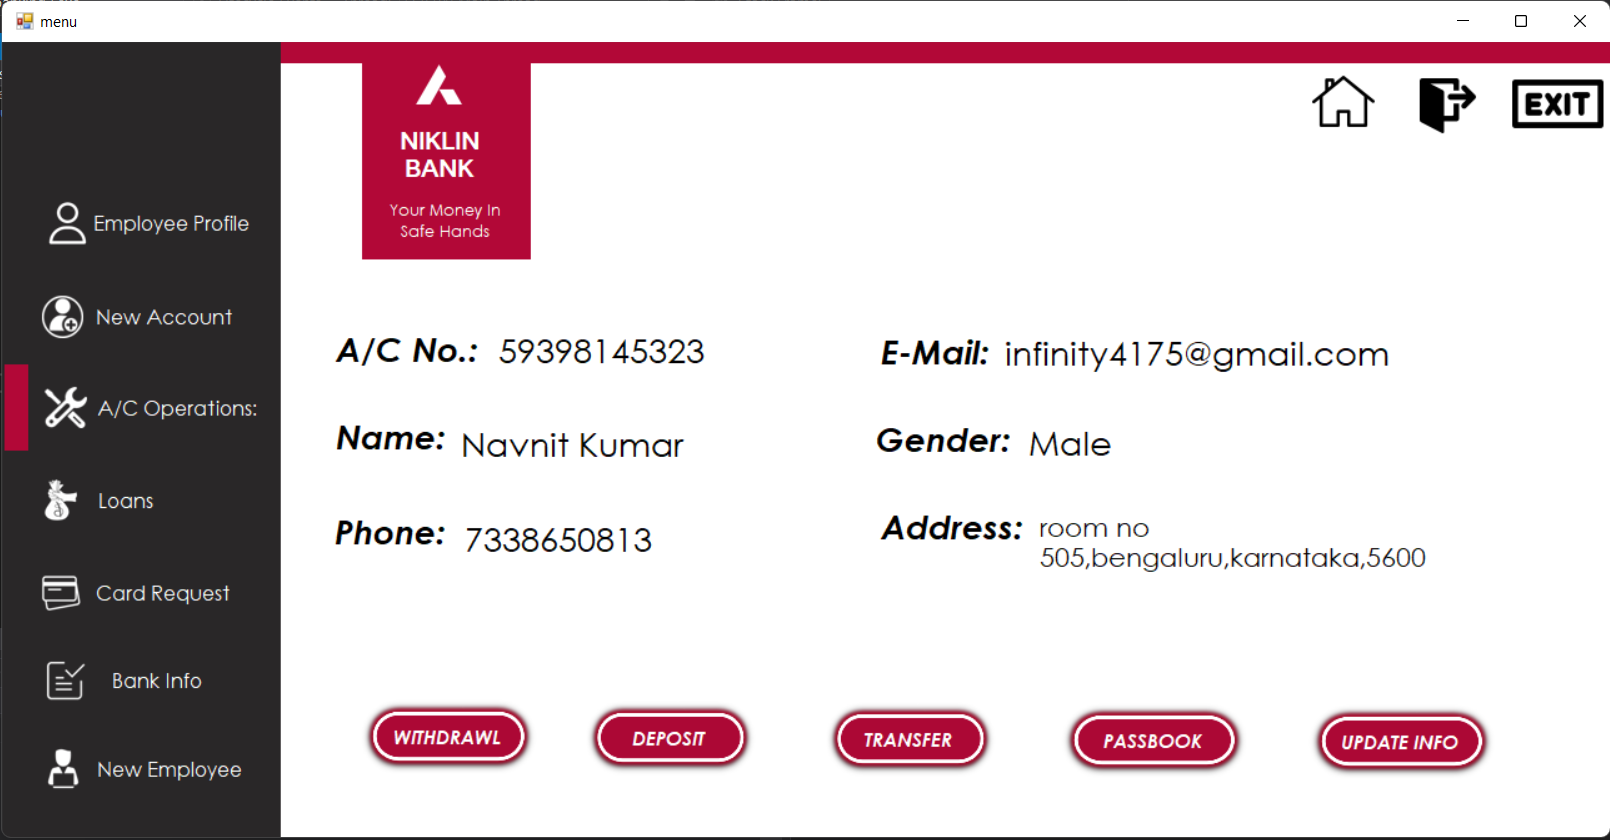 menu
EXIT
NIKLIN
BANK
Your Money In
Safe Hands
Employee Profile
New Account
A/C Operations:
Loans
Card Request
Bank Info
New Employee
A/C No.: 59398145323
E-Mail: infinity4175@gmail.com
Name: Navnit Kumar
Gender: Male
Phone: 7338650813
Address: room no
505,bengaluru,karnataka,5600
WITHDRAWL
DEPOSIT
TRANSFER
PASSBOOK
UPDATE INFO